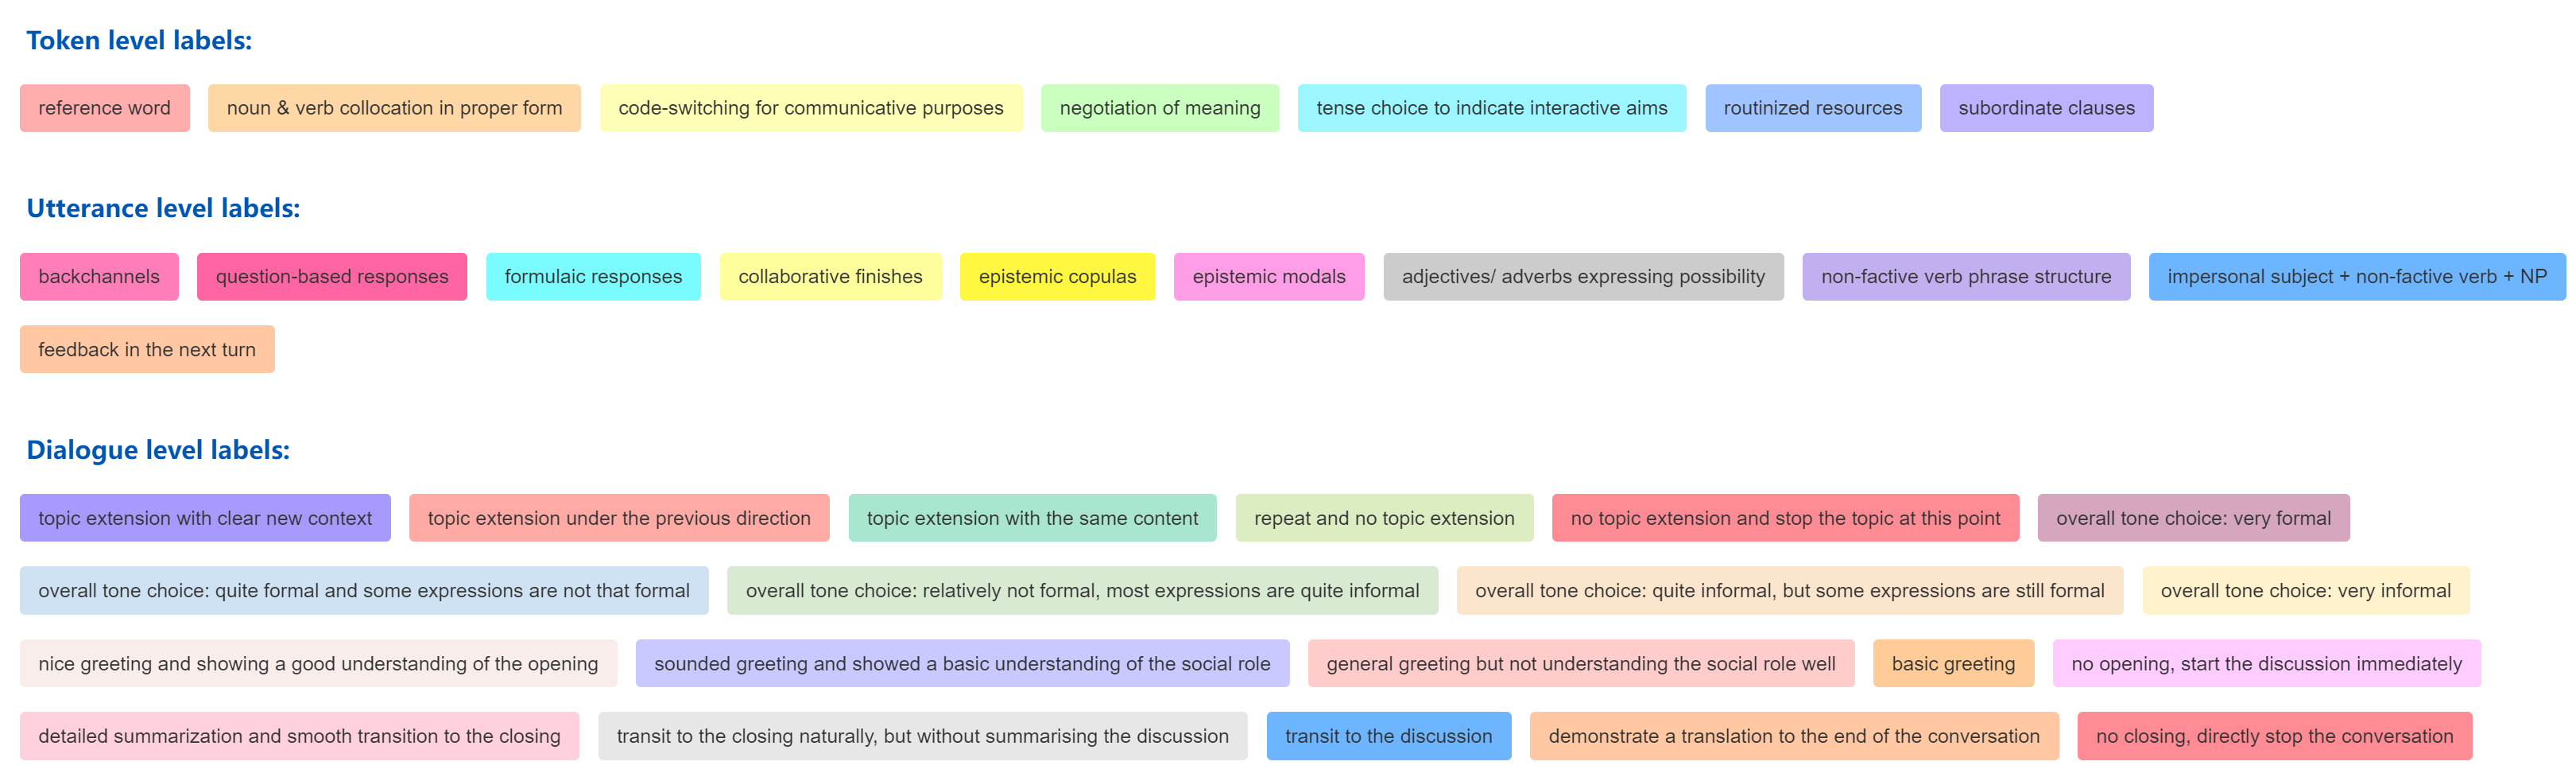 Token level labels:
reference word noun & verb collocation in proper form code-switching for communicative purposes negotiation of meaning tense choice to indicate interactive aims routinized resources subordinate clauses
Utterance level labels:
backchannels question-based responses formulaic responses collaborative finishes epistemic copulas epistemic modals adjectives/ adverbs expressing possibility non-factive verb phrase structure impersonal subject + non-factive verb + NP
feedback in the next turn
Dialogue level labels:
topic extension with clear new context topic extension under the previous direction topic extension with the same content repeat and no topic extension no topic extension and stop the topic at this point overall tone choice: very formal
overall tone choice: quite formal and some expressions are not that formal overall tone choice: relatively not formal, most expressions are quite informal overall tone choice: quite informal, but some expressions are still formal overall tone choice: very informal
nice greeting and showing a good understanding of the opening sounded greeting and showed a basic understanding of the social role general greeting but not understanding the social role well basic greeting no opening, start the discussion immediately
detailed summarization and smooth transition to the closing transit to the closing naturally, but without summarising the discussion transit to the discussion demonstrate a translation to the end of the conversation no closing, directly stop the conversation